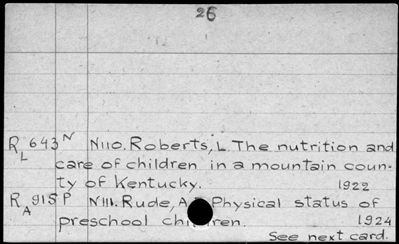 26
R 643 N N110. Roberts, L. The nutrition and
L care of children in a mountain coun-
ty of Kentucky. 1922
R 915 P N111. Rude, A Physical status of
A preschool children. 1924
See next card.